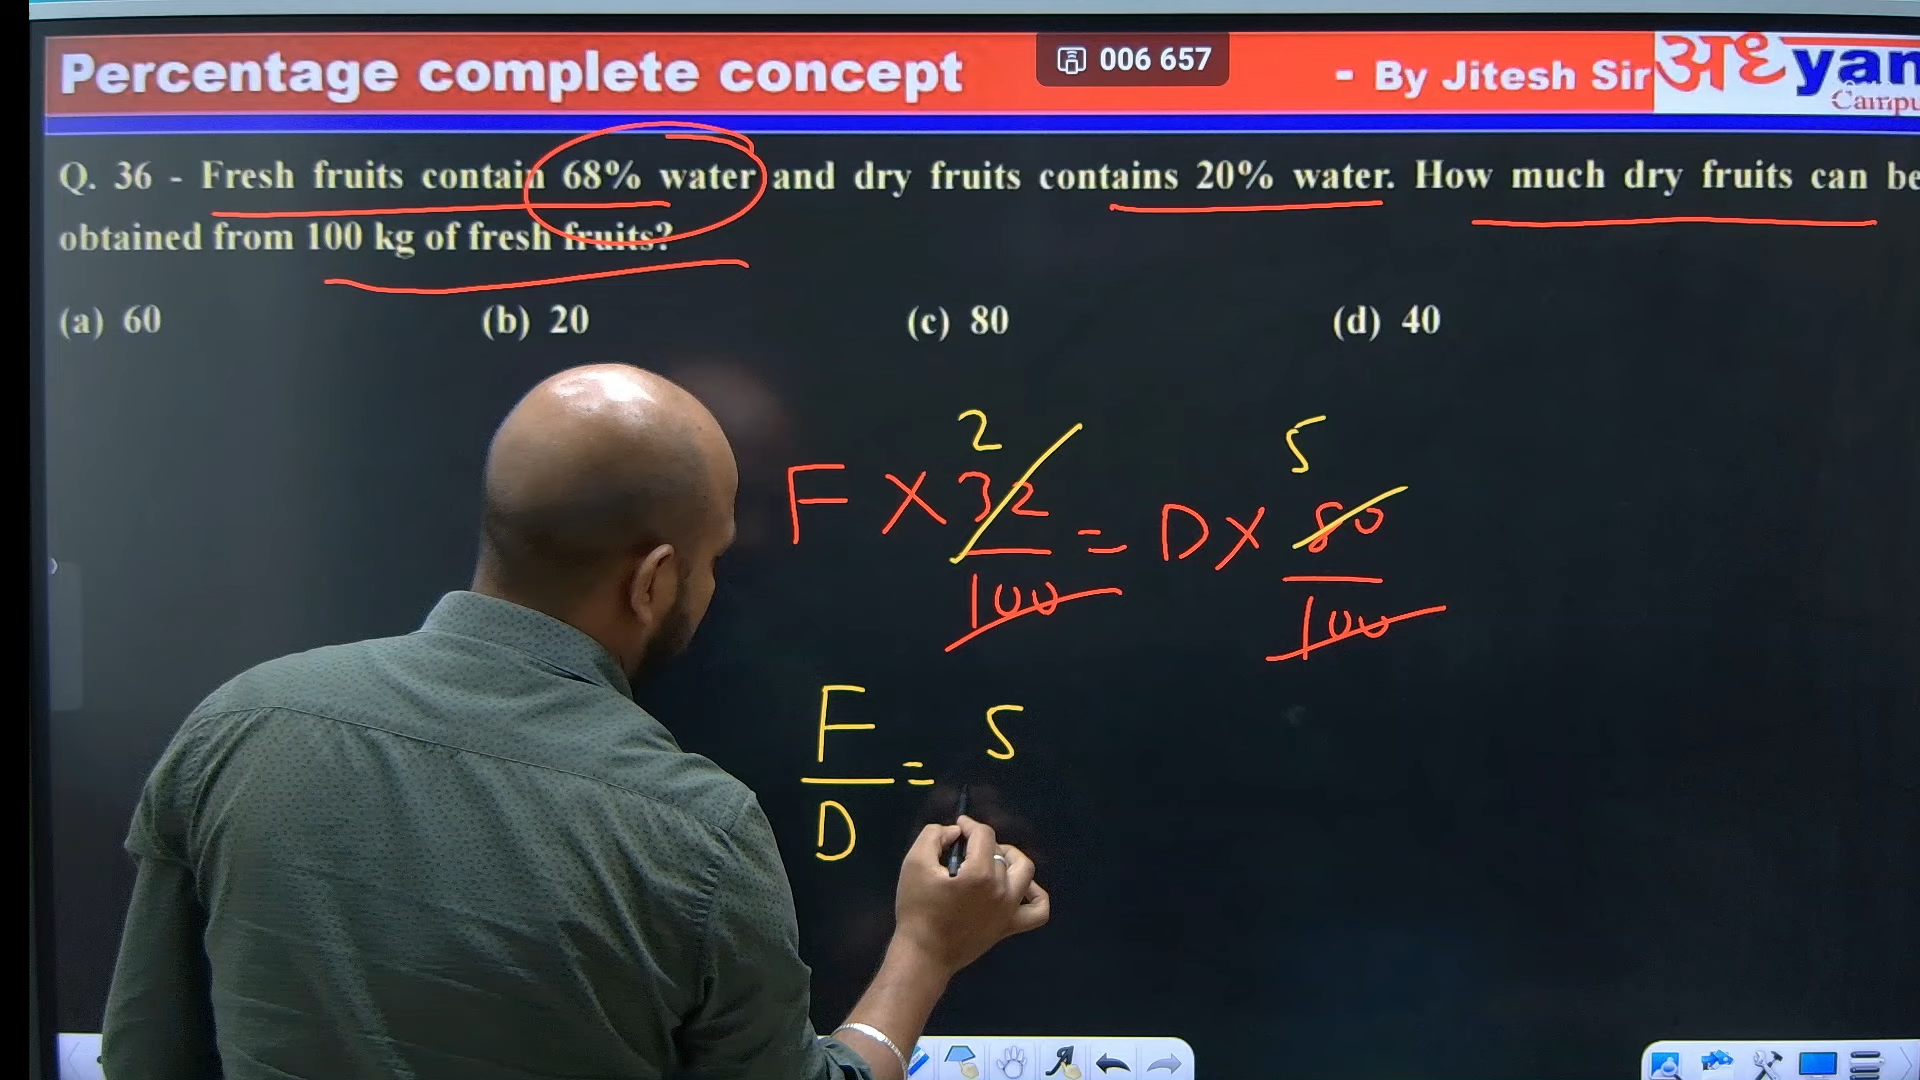 Percentage complete concept
006 657
- By Jitesh Sir
अध्yan
Campu
Q. 36 - Fresh fruits contain 68% water and dry fruits contains 20% water. How much dry fruits can be
obtained from 100 kg of fresh fruits?
(a) 60 (b) 20 (c) 80 (d) 40
2 5
F × 32/100 = D × 80/100
F/D = 5